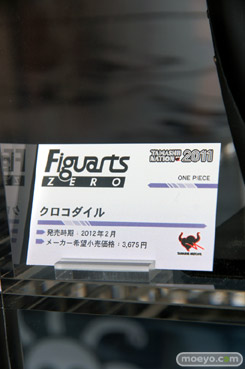 Figuarts
ZERO
TAMASHII
NATION 2011
ONE PIECE
クロコダイル
発売時期：2012年2月
メーカー希望小売価格：3,675円
moeyo.com